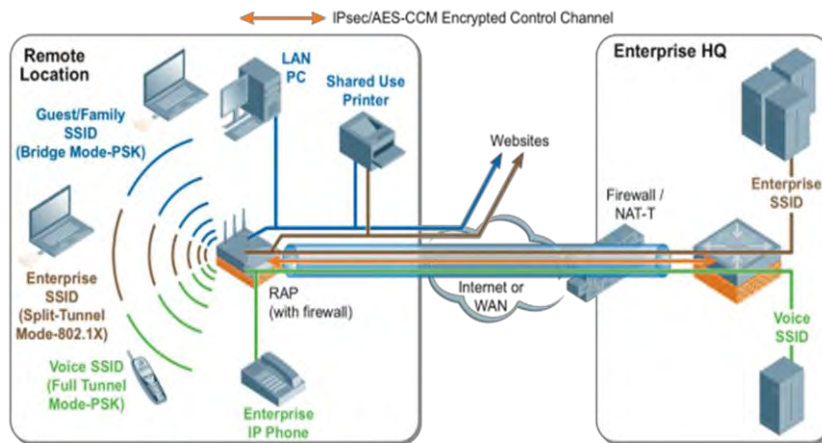 IPsec/AES-CCM Encrypted Control Channel
Remote
Location
LAN
PC
Shared Use
Printer
Guest/Family
SSID
(Bridge Mode-PSK)
Enterprise HQ
Websites
Firewall /
NAT-T
Enterprise
SSID
Enterprise
SSID
(Split-Tunnel
Mode-802.1X)
RAP
(with firewall)
Internet or
WAN
Voice SSID
(Full Tunnel
Mode-PSK)
Enterprise
IP Phone
Voice
SSID